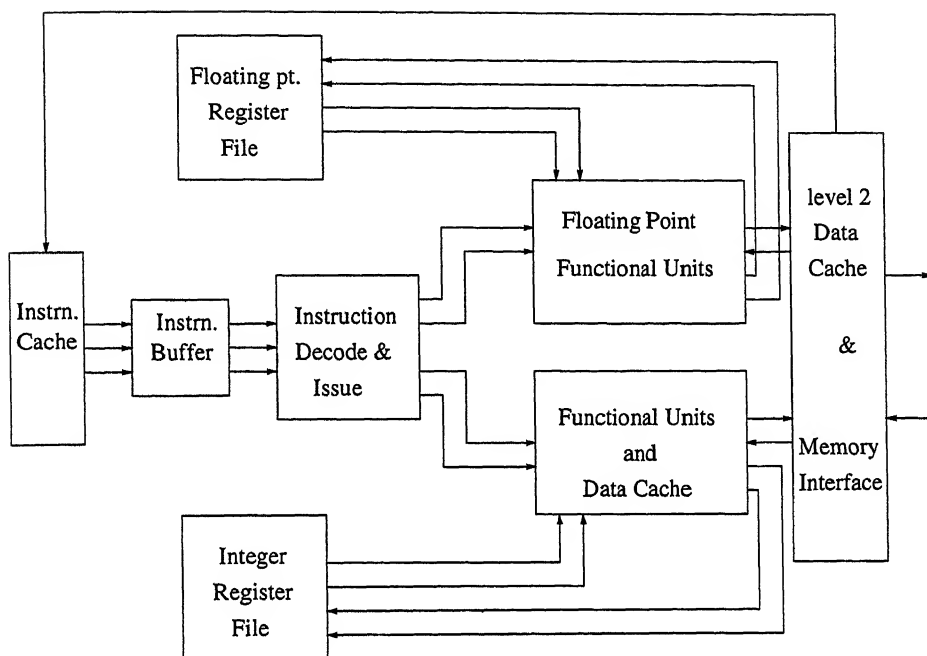 Floating pt.
Register
File
Instrn.
Cache
Instrn.
Buffer
Instruction
Decode &
Issue
Floating Point
Functional Units
Functional Units
and
Data Cache
level 2
Data
Cache
&
Memory
Interface
Integer
Register
File